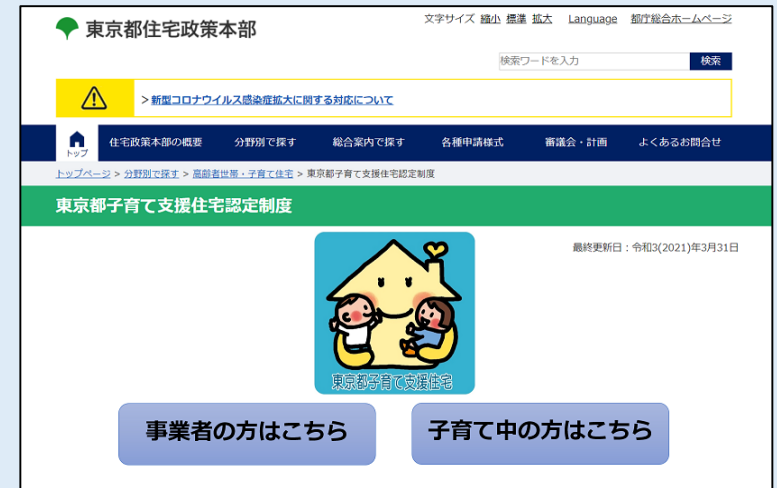 東京都住宅政策本部
文字サイズ 縮小 標準 拡大 Language 都庁総合ホームページ
検索ワードを入力 検索
>新型コロナウイルス感染症拡大に関する対応について
トップ 住宅政策本部の概要 分野別で探す 総合案内で探す 各種申請様式 審議会・計画 よくあるお問合せ
トップページ > 分野別で探す > 高齢者世帯・子育て住宅 > 東京都子育て支援住宅認定制度
東京都子育て支援住宅認定制度
最終更新日：令和3(2021)年3月31日
東京都子育て支援住宅
事業者の方はこちら 子育て中の方はこちら